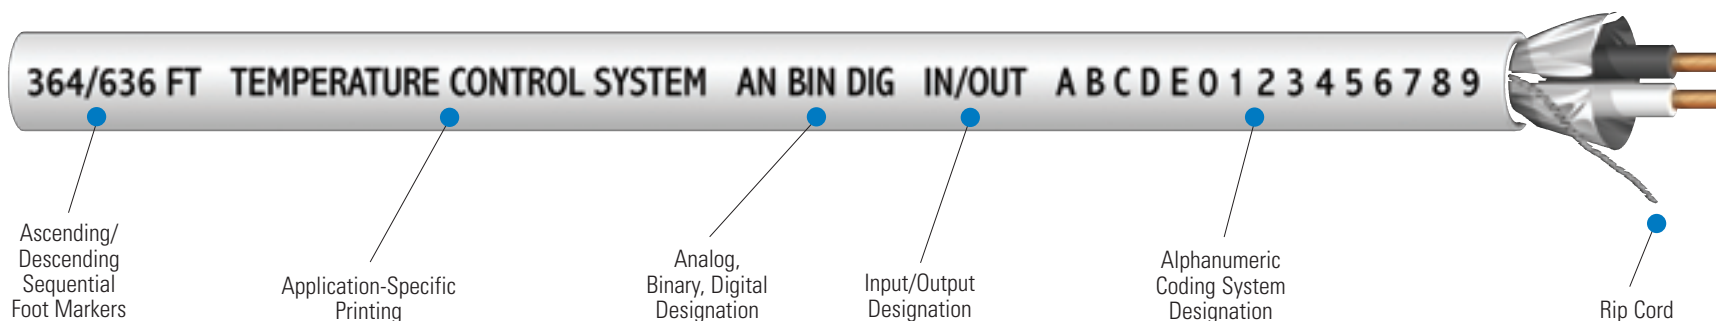 364/636 FT TEMPERATURE CONTROL SYSTEM AN BIN DIG IN/OUT A B C D E 0 1 2 3 4 5 6 7 8 9
Ascending/
Descending
Sequential
Foot Markers
Application-Specific
Printing
Analog,
Binary, Digital
Designation
Input/Output
Designation
Alphanumeric
Coding System
Designation
Rip Cord